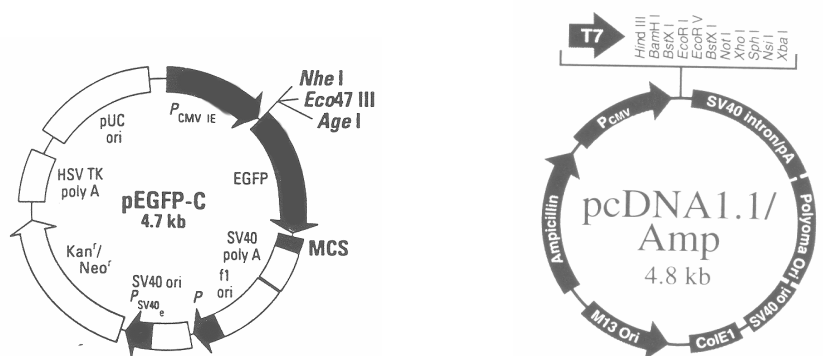 Nhe I
Eco47 III
Age I
P CMV IE
pUC
ori
HSV TK
poly A
EGFP
pEGFP-C
4.7 kb
MCS
SV40
poly A
f1
ori
Kanr/
Neor
SV40 ori
P
SV40e
P
T7
Hind III
BamH I
BstX I
EcoR I
EcoR V
BstX I
Not I
Xho I
Sph I
Nsi I
Xba I
PCMV
SV40 intron/pA
Ampicillin
pcDNA1.1/
Amp
4.8 kb
Polyoma Ori
SV40 ori
M13 Ori
ColE1